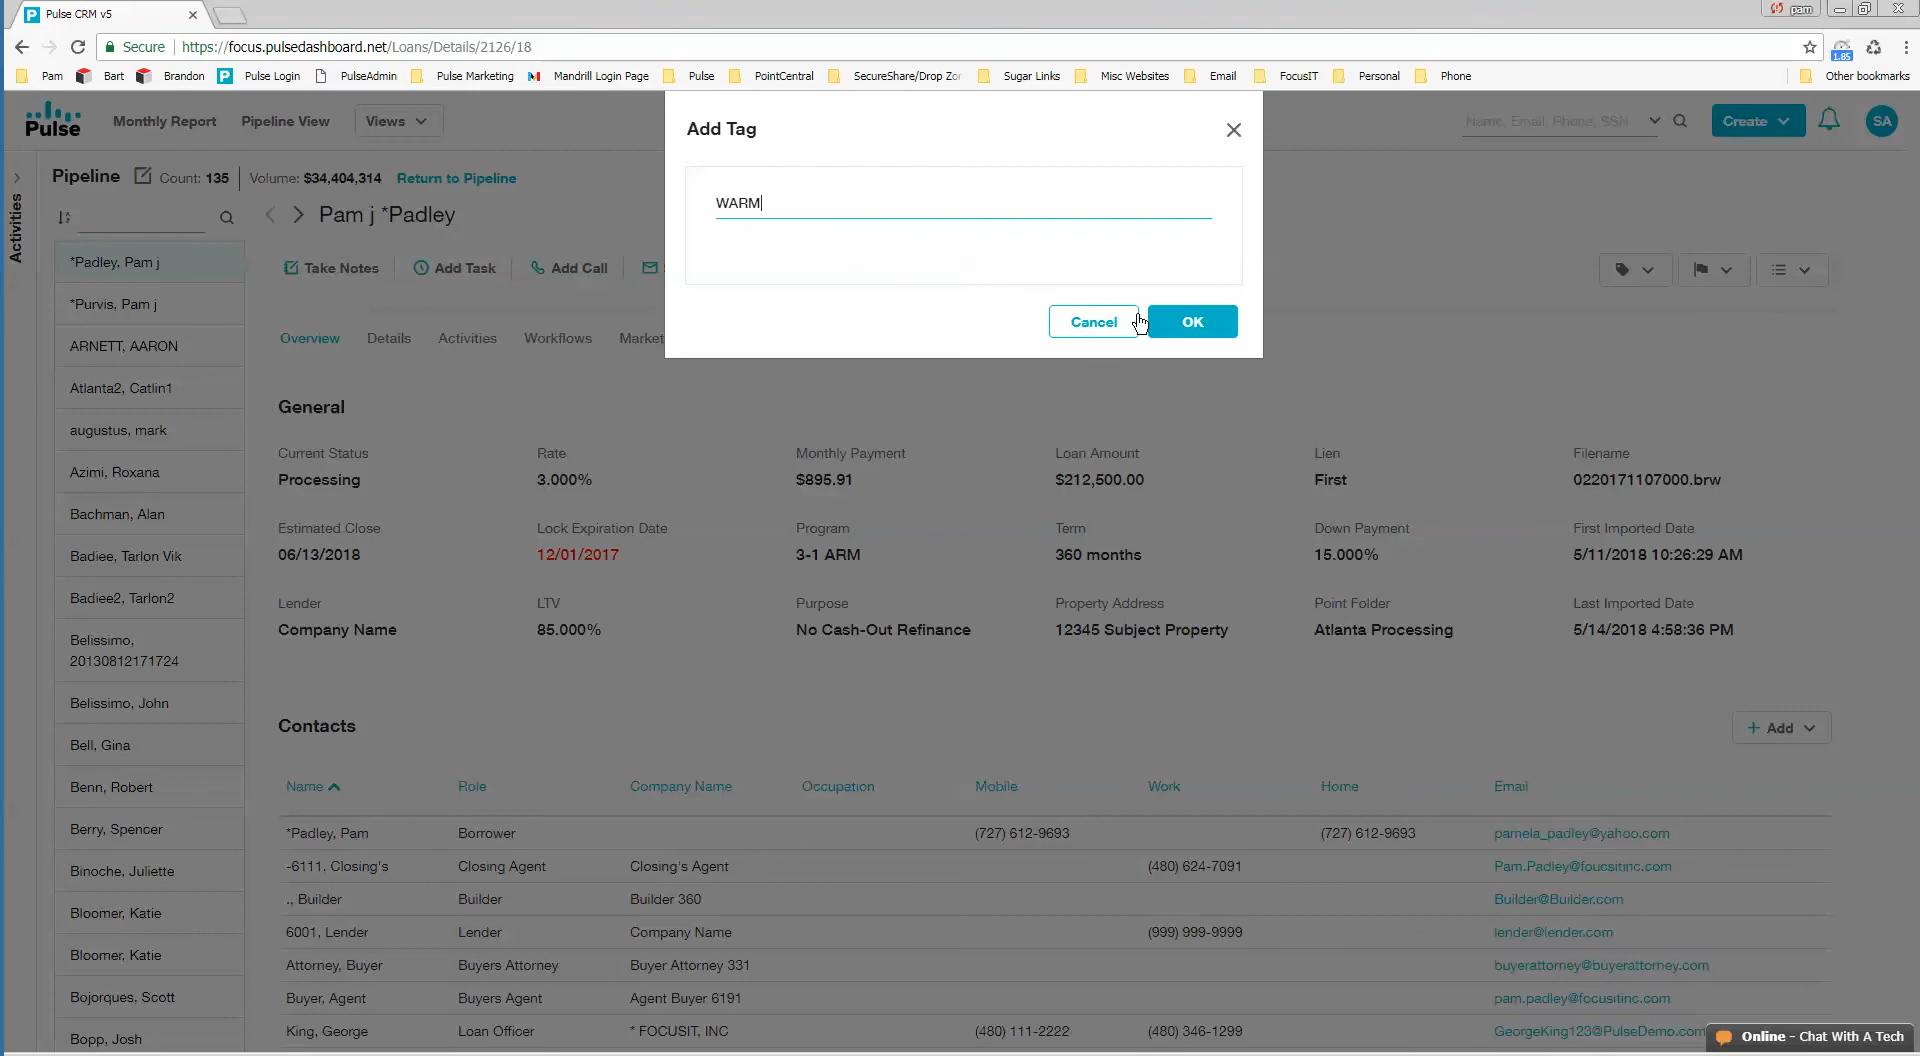 Pulse CRM v5
pam
Secure https://focus.pulsedashboard.net/Loans/Details/2126/18
1.85
Pam Bart Brandon Pulse Login PulseAdmin Pulse Marketing Mandrill Login Page Pulse PointCentral SecureShare/Drop Zor Sugar Links Misc Websites Email FocusIT Personal Phone Other bookmarks
Pulse Monthly Report Pipeline View Views
Name, Email, Phone, SSN Create SA
Activities
Pipeline Count: 135 Volume: $34,404,314 Return to Pipeline
Pam j *Padley
Take Notes Add Task Add Call
Overview Details Activities Workflows Market
*Padley, Pam j
*Purvis, Pam j
ARNETT, AARON
Atlanta2, Catlin1
augustus, mark
Azimi, Roxana
Bachman, Alan
Badiee, Tarlon Vik
Badiee2, Tarlon2
Belissimo,
20130812171724
Belissimo, John
Bell, Gina
Benn, Robert
Berry, Spencer
Binoche, Juliette
Bloomer, Katie
Bloomer, Katie
Bojorques, Scott
Bopp, Josh
Add Tag
WARM
Cancel OK
General
Current Status Rate Monthly Payment Loan Amount Lien Filename
Processing 3.000% $895.91 $212,500.00 First 0220171107000.brw
Estimated Close Lock Expiration Date Program Term Down Payment First Imported Date
06/13/2018 12/01/2017 3-1 ARM 360 months 15.000% 5/11/2018 10:26:29 AM
Lender LTV Purpose Property Address Point Folder Last Imported Date
Company Name 85.000% No Cash-Out Refinance 12345 Subject Property Atlanta Processing 5/14/2018 4:58:36 PM
Contacts
+ Add
Name Role Company Name Occupation Mobile Work Home Email
*Padley, Pam Borrower (727) 612-9693 (727) 612-9693 pamela_padley@yahoo.com
-6111, Closing's Closing Agent Closing's Agent (480) 624-7091 Pam.Padley@foucsitinc.com
., Builder Builder Builder 360 Builder@Builder.com
6001, Lender Lender Company Name (999) 999-9999 lender@lender.com
Attorney, Buyer Buyers Attorney Buyer Attorney 331 buyerattorney@buyerattorney.com
Buyer, Agent Buyers Agent Agent Buyer 6191 pam.padley@focusitinc.com
King, George Loan Officer * FOCUSIT, INC (480) 111-2222 (480) 346-1299 GeorgeKing123@PulseDemo.com
Online - Chat With A Tech